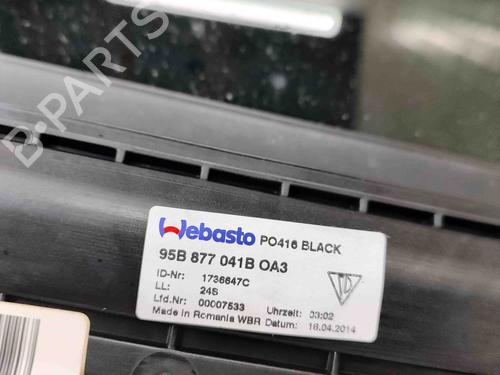 B-PARTS
Webasto PO416 BLACK
95B 877 041B OA3
ID-Nr: 1736647C
LL: 24S
Lfd.Nr: 00007533 Uhrzeit: 03:02
Made in Romania WBR Datum: 16.04.2014